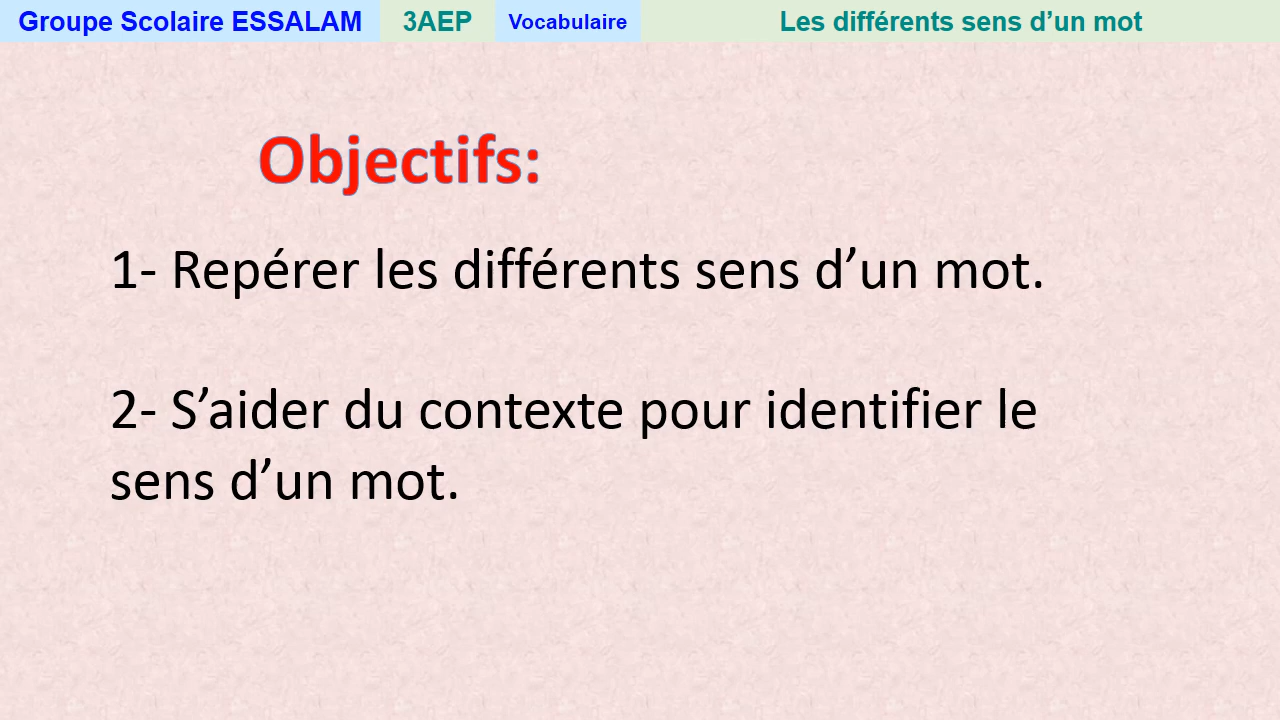 Groupe Scolaire ESSALAM 3AEP Vocabulaire Les différents sens d’un mot
Objectifs:
1- Repérer les différents sens d’un mot.
2- S’aider du contexte pour identifier le
sens d’un mot.